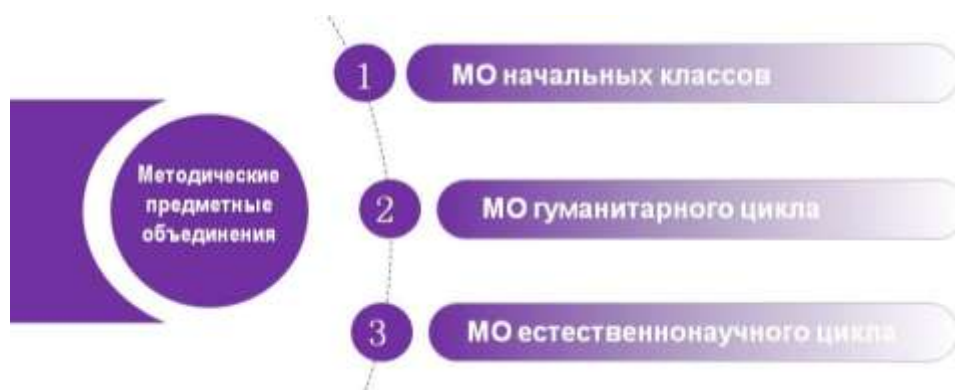 Методические
предметные
объединения
1
МО начальных классов
2
МО гуманитарного цикла
3
МО естественнонаучного цикла